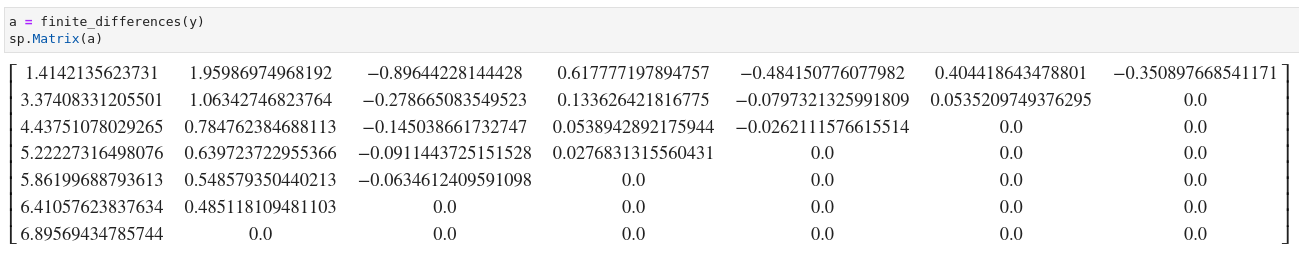 a = finite_differences(y)
sp.Matrix(a)
1.4142135623731 1.95986974968192 −0.89644228144428 0.617777197894757 −0.484150776077982 0.404418643478801 −0.350897668541171
3.37408331205501 1.06342746823764 −0.278665083549523 0.133626421816775 −0.0797321325991809 0.0535209749376295 0.0
4.43751078029265 0.784762384688113 −0.145038661732747 0.0538942892175944 −0.0262111576615514 0.0 0.0
5.22227316498076 0.639723722955366 −0.0911443725151528 0.0276831315560431 0.0 0.0 0.0
5.86199688793613 0.548579350440213 −0.0634612409591098 0.0 0.0 0.0 0.0
6.41057623837634 0.485118109481103 0.0 0.0 0.0 0.0 0.0
6.89569434785744 0.0 0.0 0.0 0.0 0.0 0.0